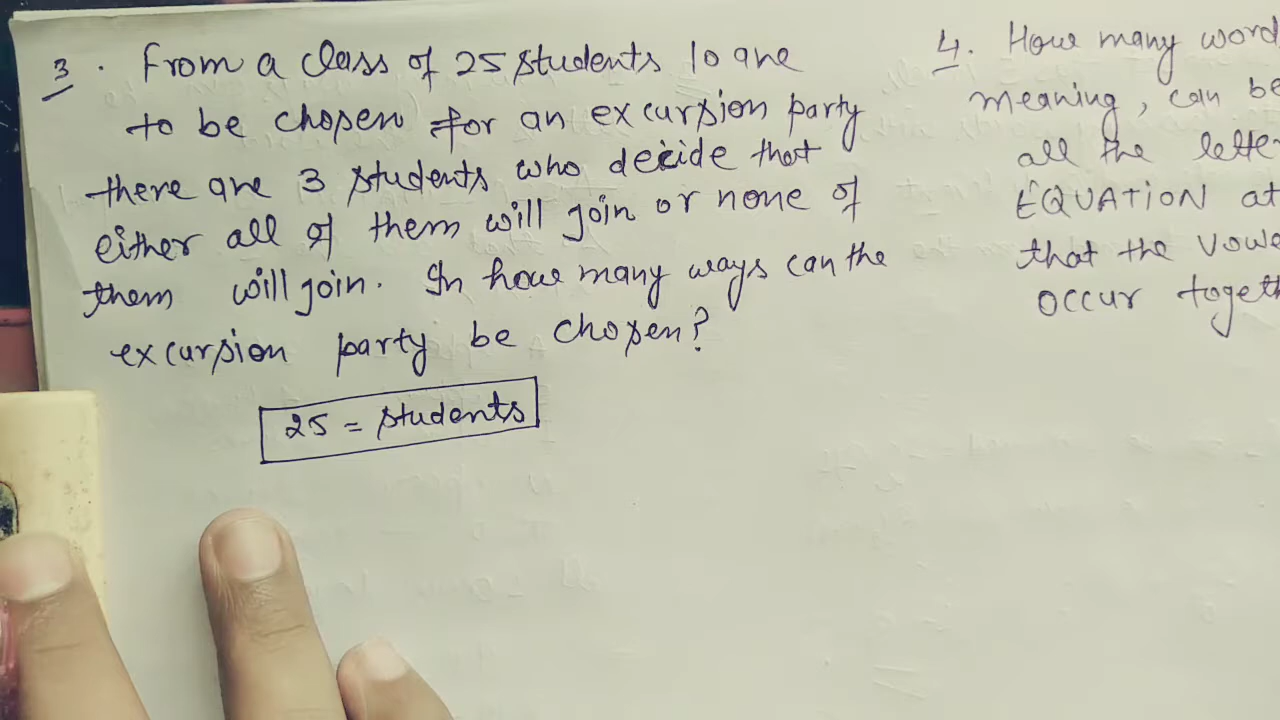 3. From a class of 25 students 10 are
to be chosen for an excursion party
there are 3 students who decide that
either all of them will join or none of
them will join. In how many ways can the
excursion party be chosen?
25 = students
4. How many word
meaning, can be
all the lette
EQUATION at
that the vow
occur toget